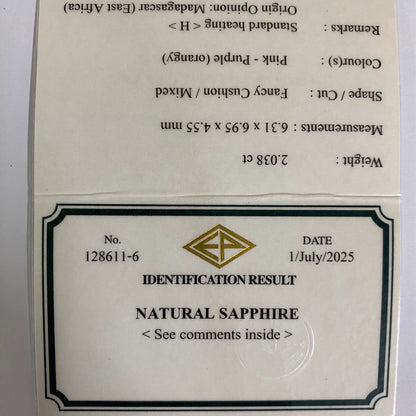 Weight : 2.038 ct
Measurements : 6.31 x 6.95 x 4.55 mm
Shape / Cut : Fancy Cushion / Mixed
Colour(s) : Pink - Purple (orangy)
Remarks : Standard heating < H >
Origin Opinion: Madagascar (East Africa)
No.
128611-6
EP
DATE
1/July/2025
IDENTIFICATION RESULT
NATURAL SAPPHIRE
< See comments inside >